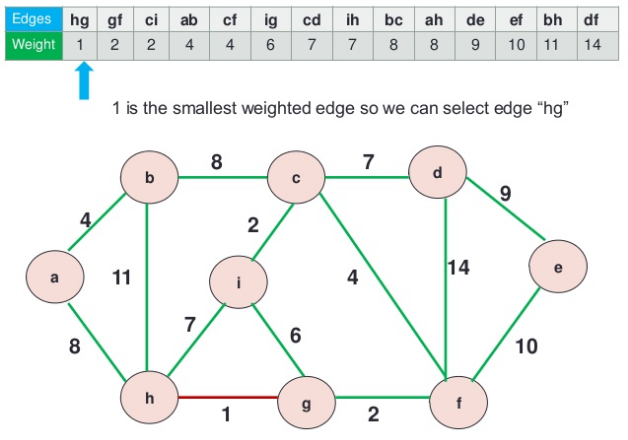 Edges hg gf ci ab cf ig cd ih bc ah de ef bh df
Weight 1 2 2 4 4 6 7 7 8 8 9 10 11 14
1 is the smallest weighted edge so we can select edge “hg”
8 7
b c d
9
4 2
a 11 i 4 14 e
7 6
8 10
h g f
1 2